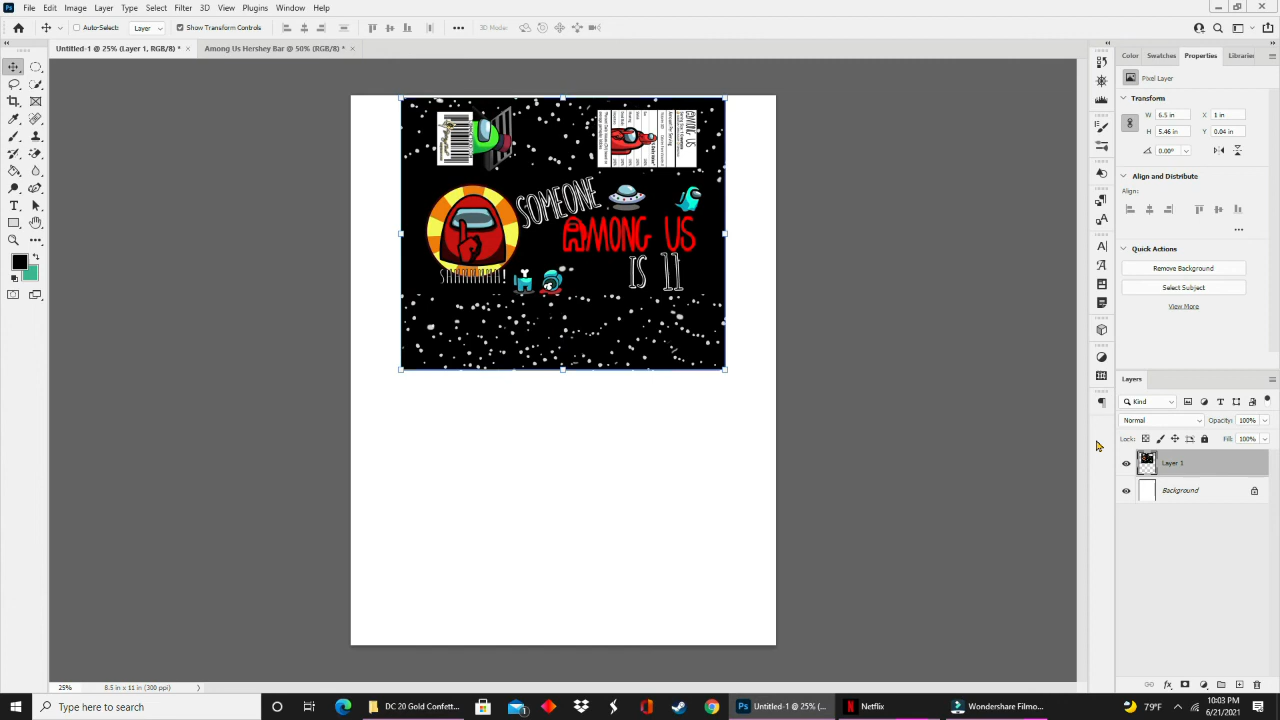 Ps File Edit Image Layer Type Select Filter 3D View Plugins Window Help
Auto-Select: Layer Show Transform Controls 3D Mode:
Untitled-1 @ 25% (Layer 1, RGB/8) * × Among Us Hershey Bar @ 50% (RGB/8) * ×
Color Swatches Properties Libraries
Pixel Layer
Transform
W 6.5 in X 1 in
H 5.46 in Y 0.04 in
0.00°
Align and Distribute
Align:
Quick Actions
Remove Background
Select Subject
View More
AMONG US
SOMEONE
AMONG US
IS 11
SHHHHHHH!
Layers
Kind
Normal Opacity: 100%
Lock: Fill: 100%
Layer 1
Background
25% 8.5 in x 11 in (300 ppi)
Type here to search
DC 20 Gold Confett...
1
Untitled-1 @ 25% (...
Netflix
Wondershare Filmo...
79°F
10:03 PM
6/21/2021